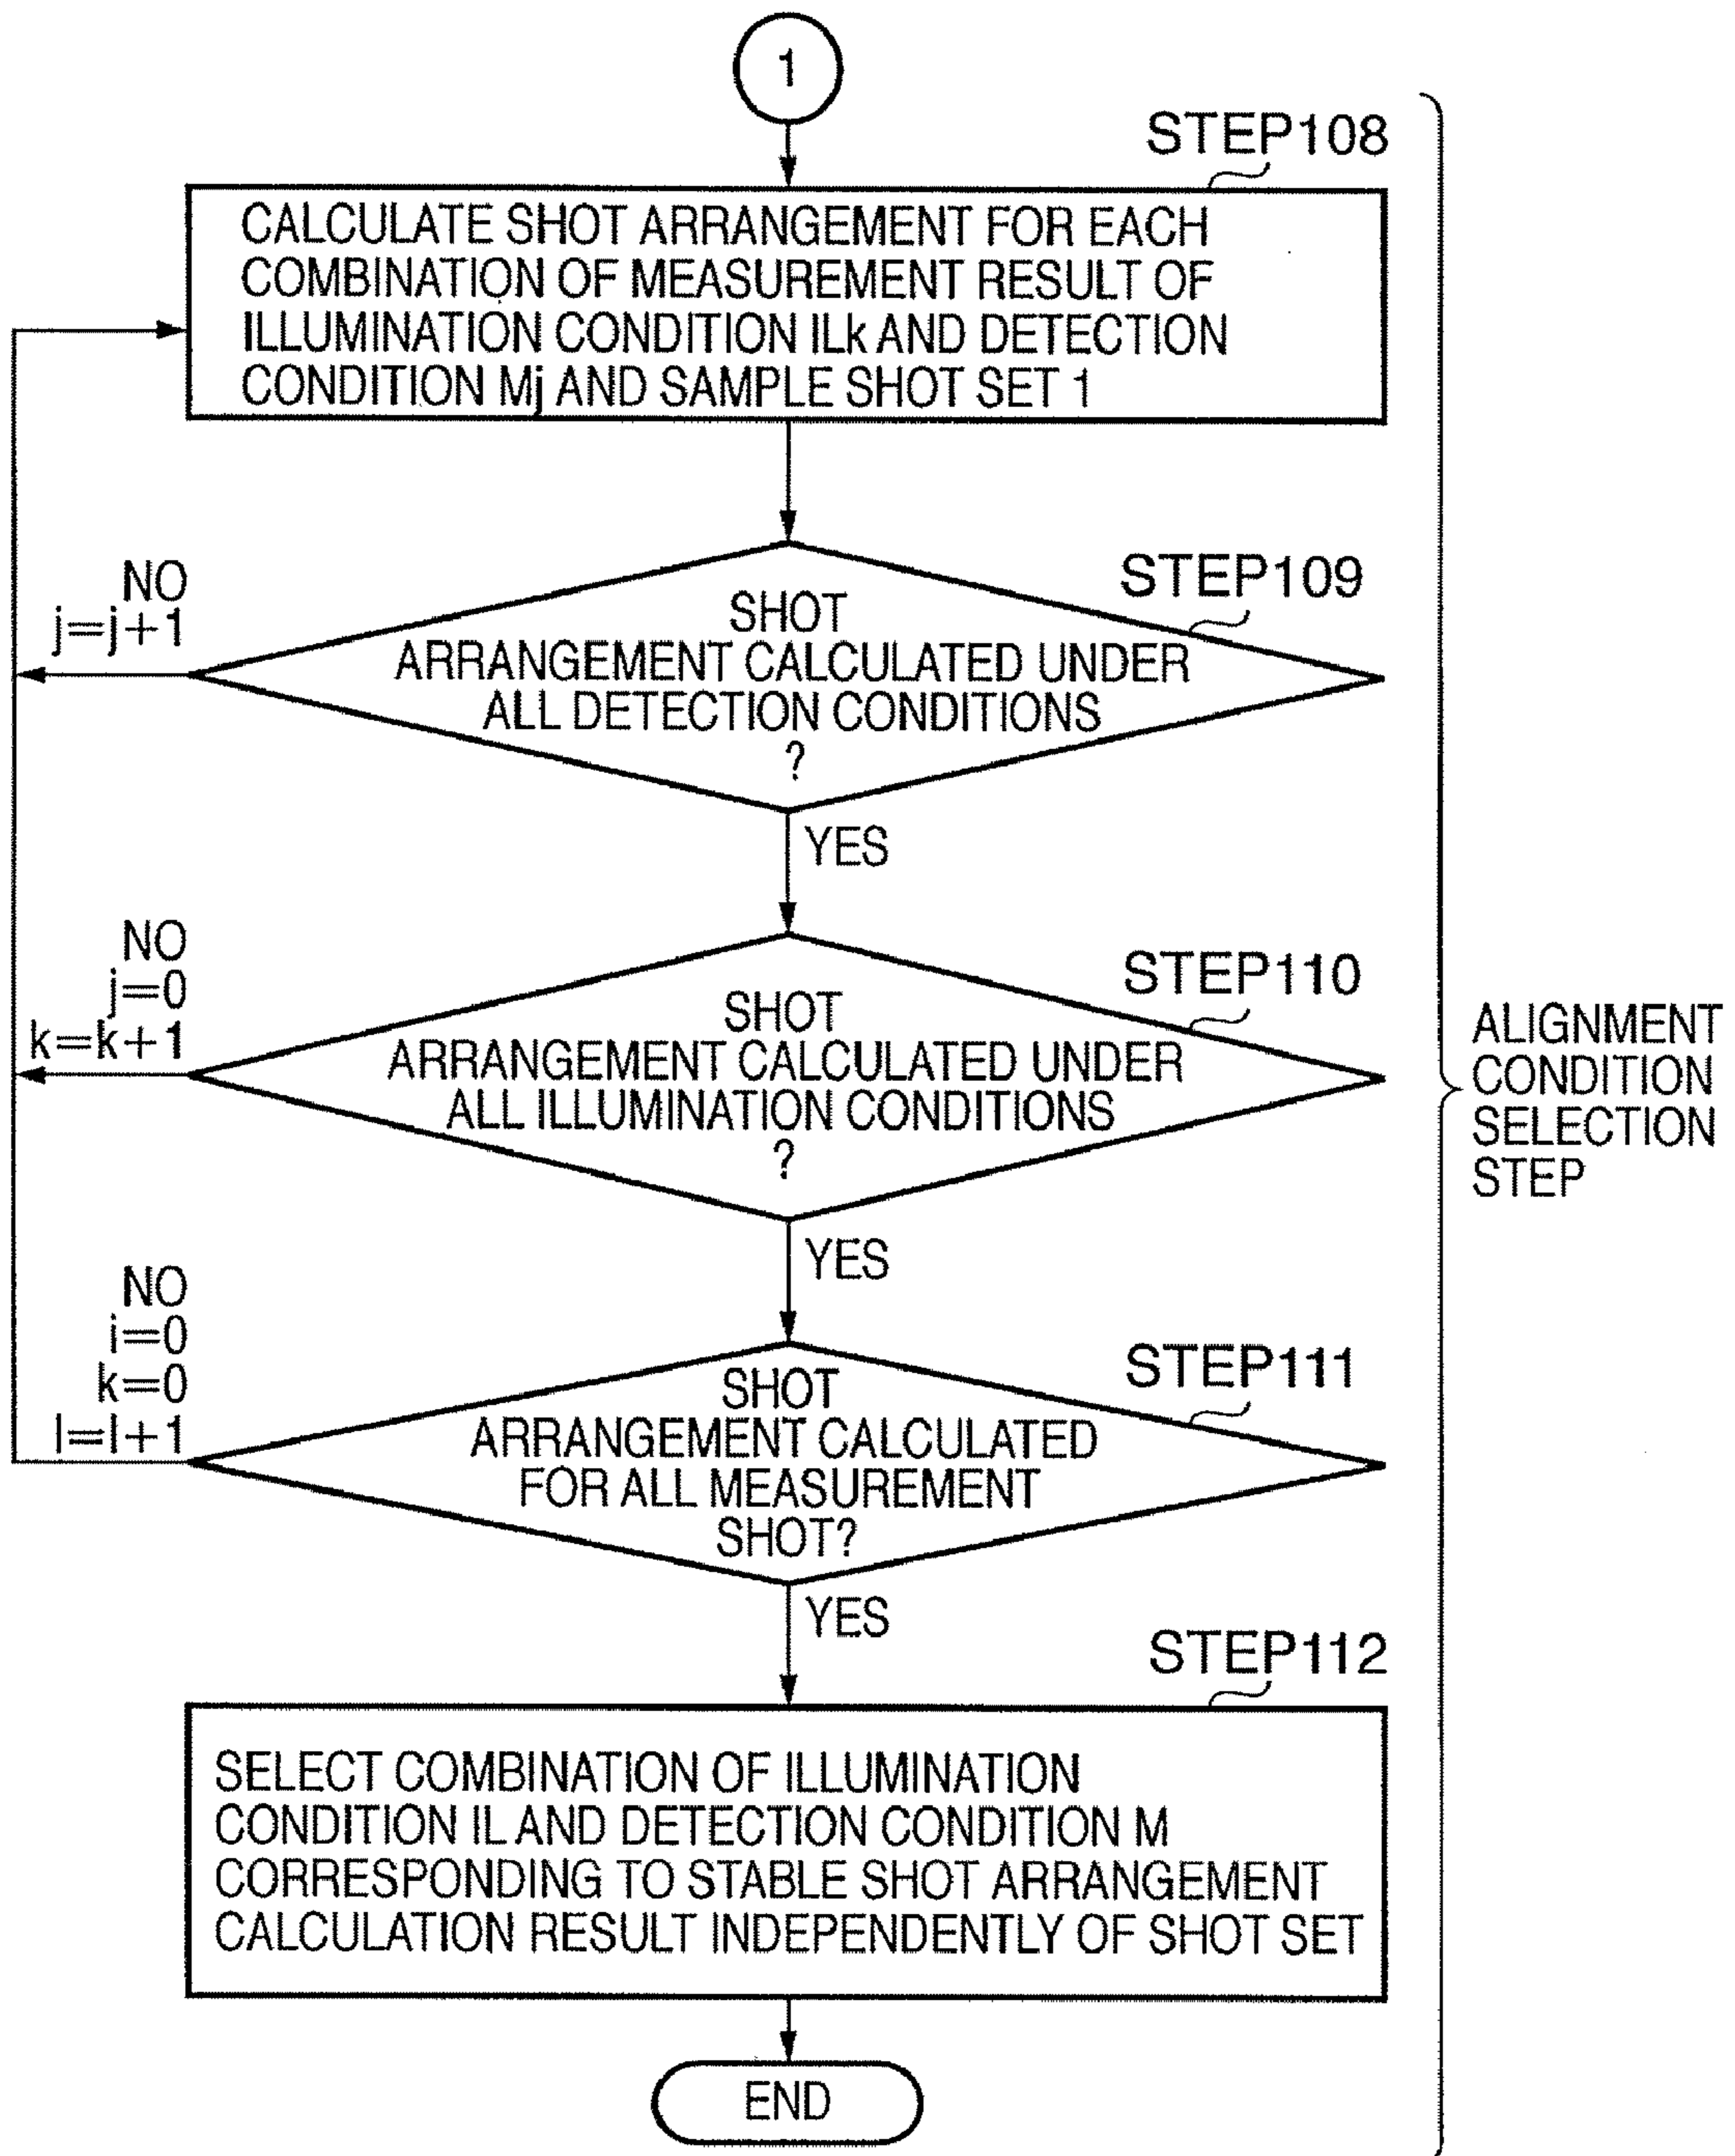 1
STEP108
CALCULATE SHOT ARRANGEMENT FOR EACH
COMBINATION OF MEASUREMENT RESULT OF
ILLUMINATION CONDITION ILk AND DETECTION
CONDITION Mj AND SAMPLE SHOT SET 1
NO
j=j+1
STEP109
SHOT
ARRANGEMENT CALCULATED UNDER
ALL DETECTION CONDITIONS
?
YES
NO
j=0
k=k+1
STEP110
SHOT
ARRANGEMENT CALCULATED UNDER
ALL ILLUMINATION CONDITIONS
?
YES
NO
i=0
k=0
l=l+1
STEP111
SHOT
ARRANGEMENT CALCULATED
FOR ALL MEASUREMENT
SHOT?
YES
STEP112
SELECT COMBINATION OF ILLUMINATION
CONDITION IL AND DETECTION CONDITION M
CORRESPONDING TO STABLE SHOT ARRANGEMENT
CALCULATION RESULT INDEPENDENTLY OF SHOT SET
END
ALIGNMENT
CONDITION
SELECTION
STEP